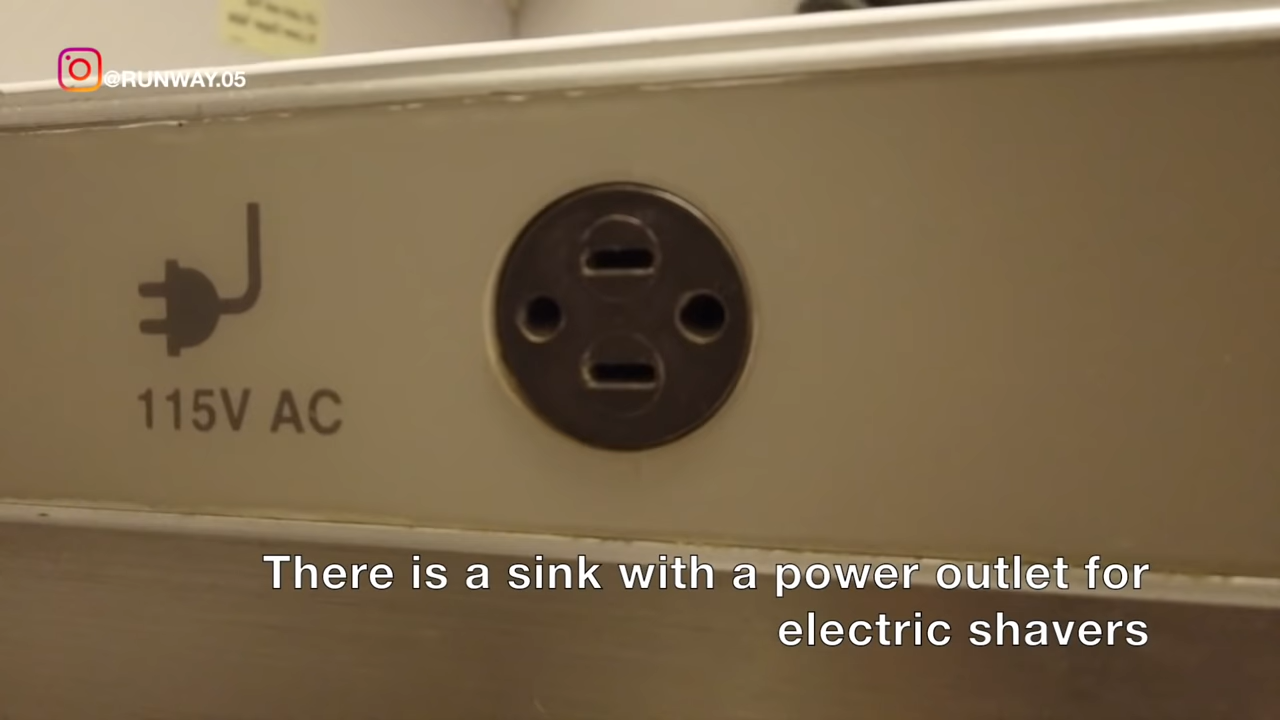 @RUNWAY.05
115V AC
There is a sink with a power outlet for
electric shavers